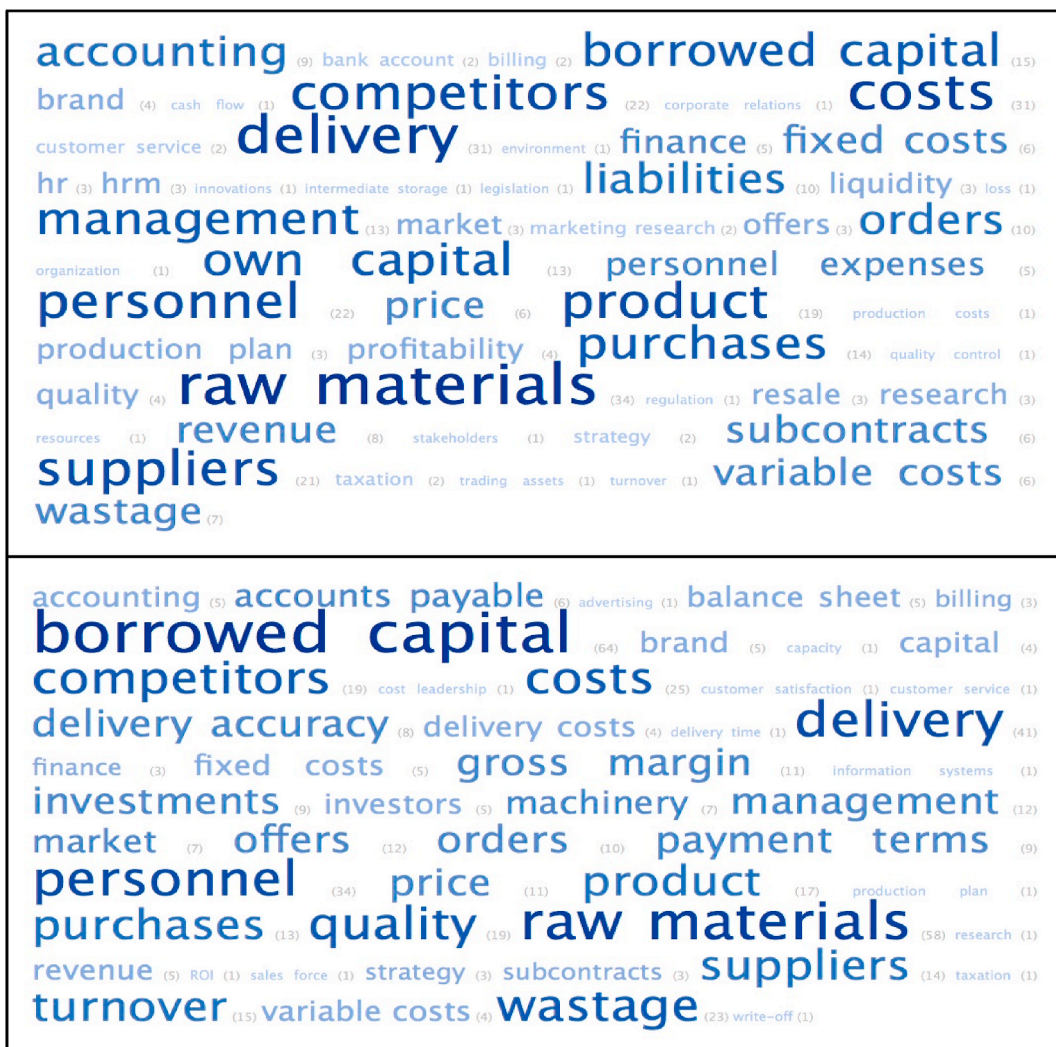 accounting (9) bank account (2) billing (2) borrowed capital (15)
brand (4) cash flow (1) competitors (22) corporate relations (1) costs (31)
customer service (2) delivery (31) environment (1) finance (5) fixed costs (6)
hr (3) hrm (3) innovations (1) intermediate storage (1) legislation (1) liabilities (10) liquidity (3) loss (1)
management (13) market (3) marketing research (2) offers (3) orders (10)
organization (1) own capital (13) personnel expenses (5)
personnel (22) price (6) product (19) production costs (1)
production plan (3) profitability (4) purchases (14) quality control (1)
quality (4) raw materials (34) regulation (1) resale (3) research (3)
resources (1) revenue (8) stakeholders (1) strategy (2) subcontracts (6)
suppliers (21) taxation (2) trading assets (1) turnover (1) variable costs (6)
wastage (7)
accounting (5) accounts payable (6) advertising (1) balance sheet (5) billing (3)
borrowed capital (64) brand (5) capacity (1) capital (4)
competitors (19) cost leadership (1) costs (25) customer satisfaction (1) customer service (1)
delivery accuracy (8) delivery costs (4) delivery time (1) delivery (41)
finance (3) fixed costs (5) gross margin (11) information systems (1)
investments (9) investors (5) machinery (7) management (12)
market (7) offers (12) orders (10) payment terms (9)
personnel (34) price (11) product (17) production plan (1)
purchases (13) quality (19) raw materials (58) research (1)
revenue (5) ROI (1) sales force (1) strategy (3) subcontracts (3) suppliers (14) taxation (1)
turnover (15) variable costs (4) wastage (23) write-off (1)